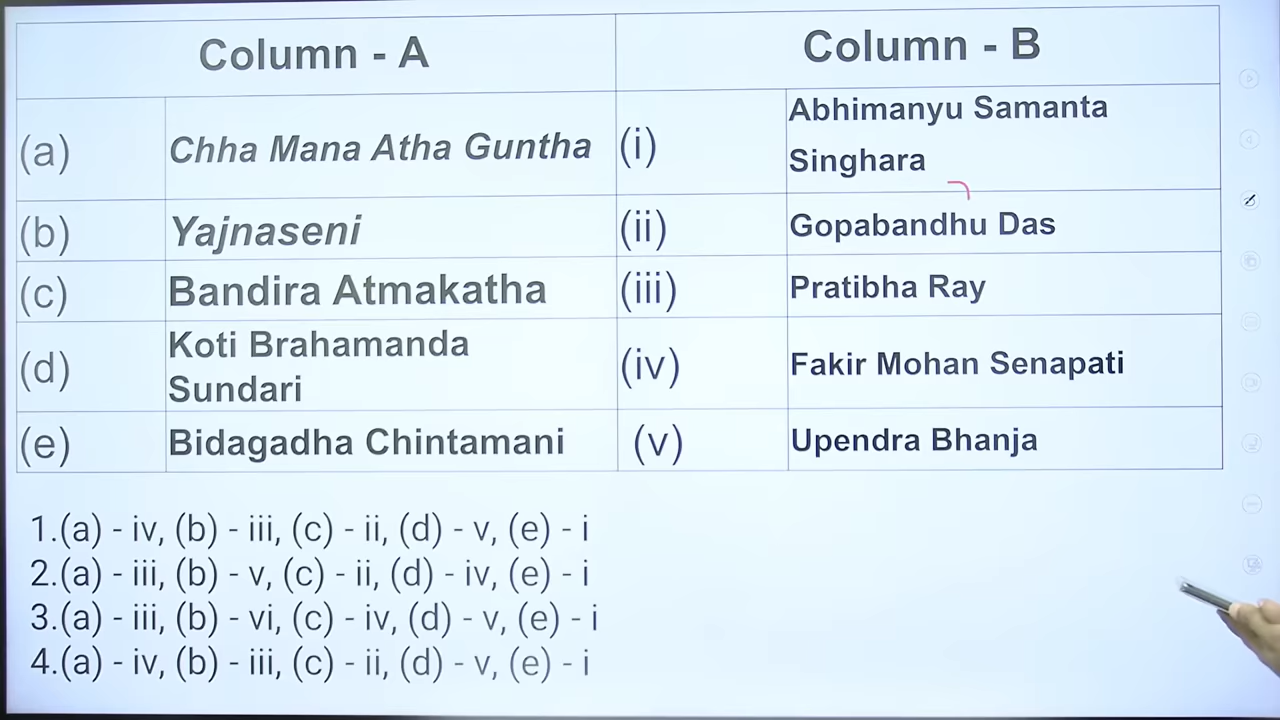 Column - A Column - B
(a) Chha Mana Atha Guntha (i) Abhimanyu Samanta
Singhara
(b) Yajnaseni (ii) Gopabandhu Das
(c) Bandira Atmakatha (iii) Pratibha Ray
(d) Koti Brahamanda
Sundari (iv) Fakir Mohan Senapati
(e) Bidagadha Chintamani (v) Upendra Bhanja
1.(a) - iv, (b) - iii, (c) - ii, (d) - v, (e) - i
2.(a) - iii, (b) - v, (c) - ii, (d) - iv, (e) - i
3.(a) - iii, (b) - vi, (c) - iv, (d) - v, (e) - i
4.(a) - iv, (b) - iii, (c) - ii, (d) - v, (e) - i